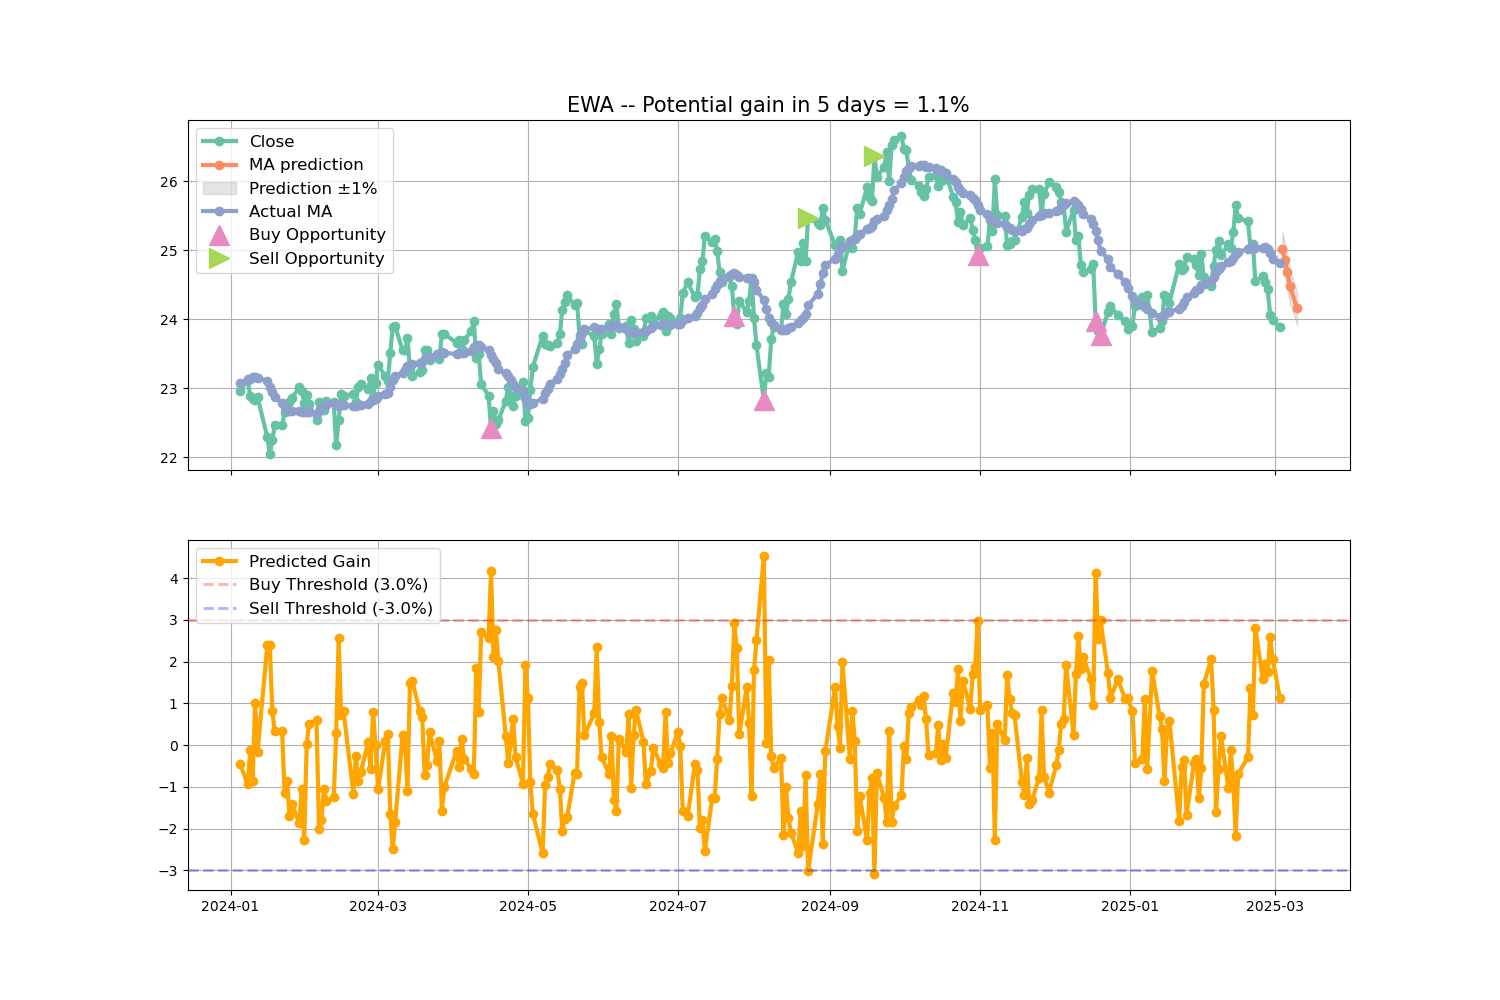 EWA -- Potential gain in 5 days = 1.1%
Close
MA prediction
Prediction ±1%
Actual MA
Buy Opportunity
Sell Opportunity
26
25
24
23
22
Predicted Gain
Buy Threshold (3.0%)
Sell Threshold (-3.0%)
4
3
2
1
0
−1
−2
−3
2024-01 2024-03 2024-05 2024-07 2024-09 2024-11 2025-01 2025-03